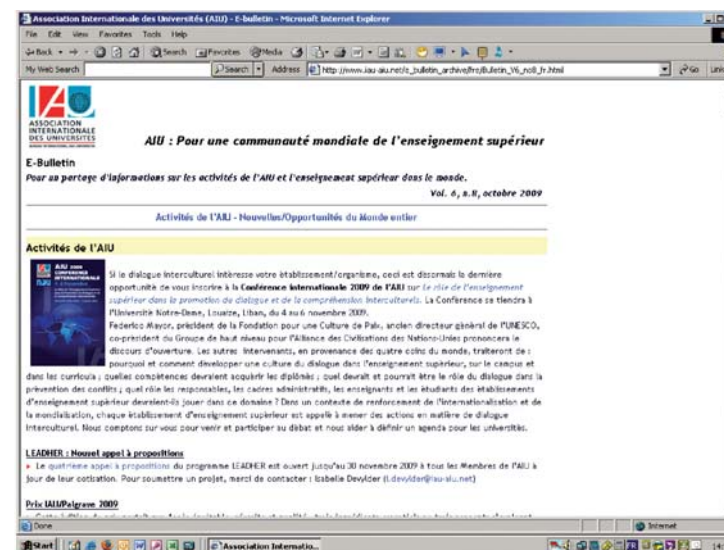 Association Internationale des Universités (AIU) - E-bulletin - Microsoft Internet Explorer
File Edit View Favorites Tools Help
Back Search Favorites Media
My Web Search Search Address http://www.iau-aiu.net/e_bulletin_archive/fre/Bulletin_V6_no8_fr.html Go
IAU
ASSOCIATION
INTERNATIONALE
DES UNIVERSITÉS
AIU : Pour une communauté mondiale de l'enseignement supérieur
E-Bulletin
Pour un partage d'informations sur les activités de l'AIU et l'enseignement supérieur dans le monde.
Vol. 6, n.8, octobre 2009
Activités de l'AIU - Nouvelles/Opportunités du Monde entier
Activités de l'AIU
AIU 2009
CONFERENCE
INTERNATIONALE
Si le dialogue interculturel intéresse votre établissement/organisme, ceci est désormais la dernière
opportunité de vous inscrire à la Conférence internationale 2009 de l'AIU sur Le rôle de l'enseignement
supérieur dans la promotion du dialogue et de la compréhension interculturels. La Conférence se tiendra à
l'Université Notre-Dame, Louaize, Liban, du 4 au 6 novembre 2009.
Federico Mayor, président de la Fondation pour une Culture de Paix, ancien directeur général de l'UNESCO,
co-président du Groupe de haut niveau pour l'Alliance des Civilisations des Nations-Unies prononcera le
discours d'ouverture. Les autres intervenants, en provenance des quatre coins du monde, traiteront de :
pourquoi et comment développer une culture du dialogue dans l'enseignement supérieur, sur le campus et
dans les curricula ; quelles compétences devraient acquérir les diplômés ; quel devrait et pourrait être le rôle du dialogue dans la
prévention des conflits ; quel rôle les responsables, les cadres administratifs, les enseignants et les étudiants des établissements
d'enseignement supérieur devraient-ils jouer dans ce domaine ? Dans un contexte de renforcement de l'internationalisation et de
la mondialisation, chaque établissement d'enseignement supérieur est appelé à mener des actions en matière de dialogue
interculturel. Nous comptons sur vous pour venir et participer au débat et nous aider à définir un agenda pour les universités.
LEADHER : Nouvel appel à propositions
Le quatrième appel à propositions du programme LEADHER est ouvert jusqu'au 30 novembre 2009 à tous les Membres de l'AIU à
jour de leur cotisation. Pour soumettre un projet, merci de contacter : Isabelle Devylder (i.devylder@iau-aiu.net)
Prix IAU/Palgrave 2009
Done Internet
Start Association Internatio... FR